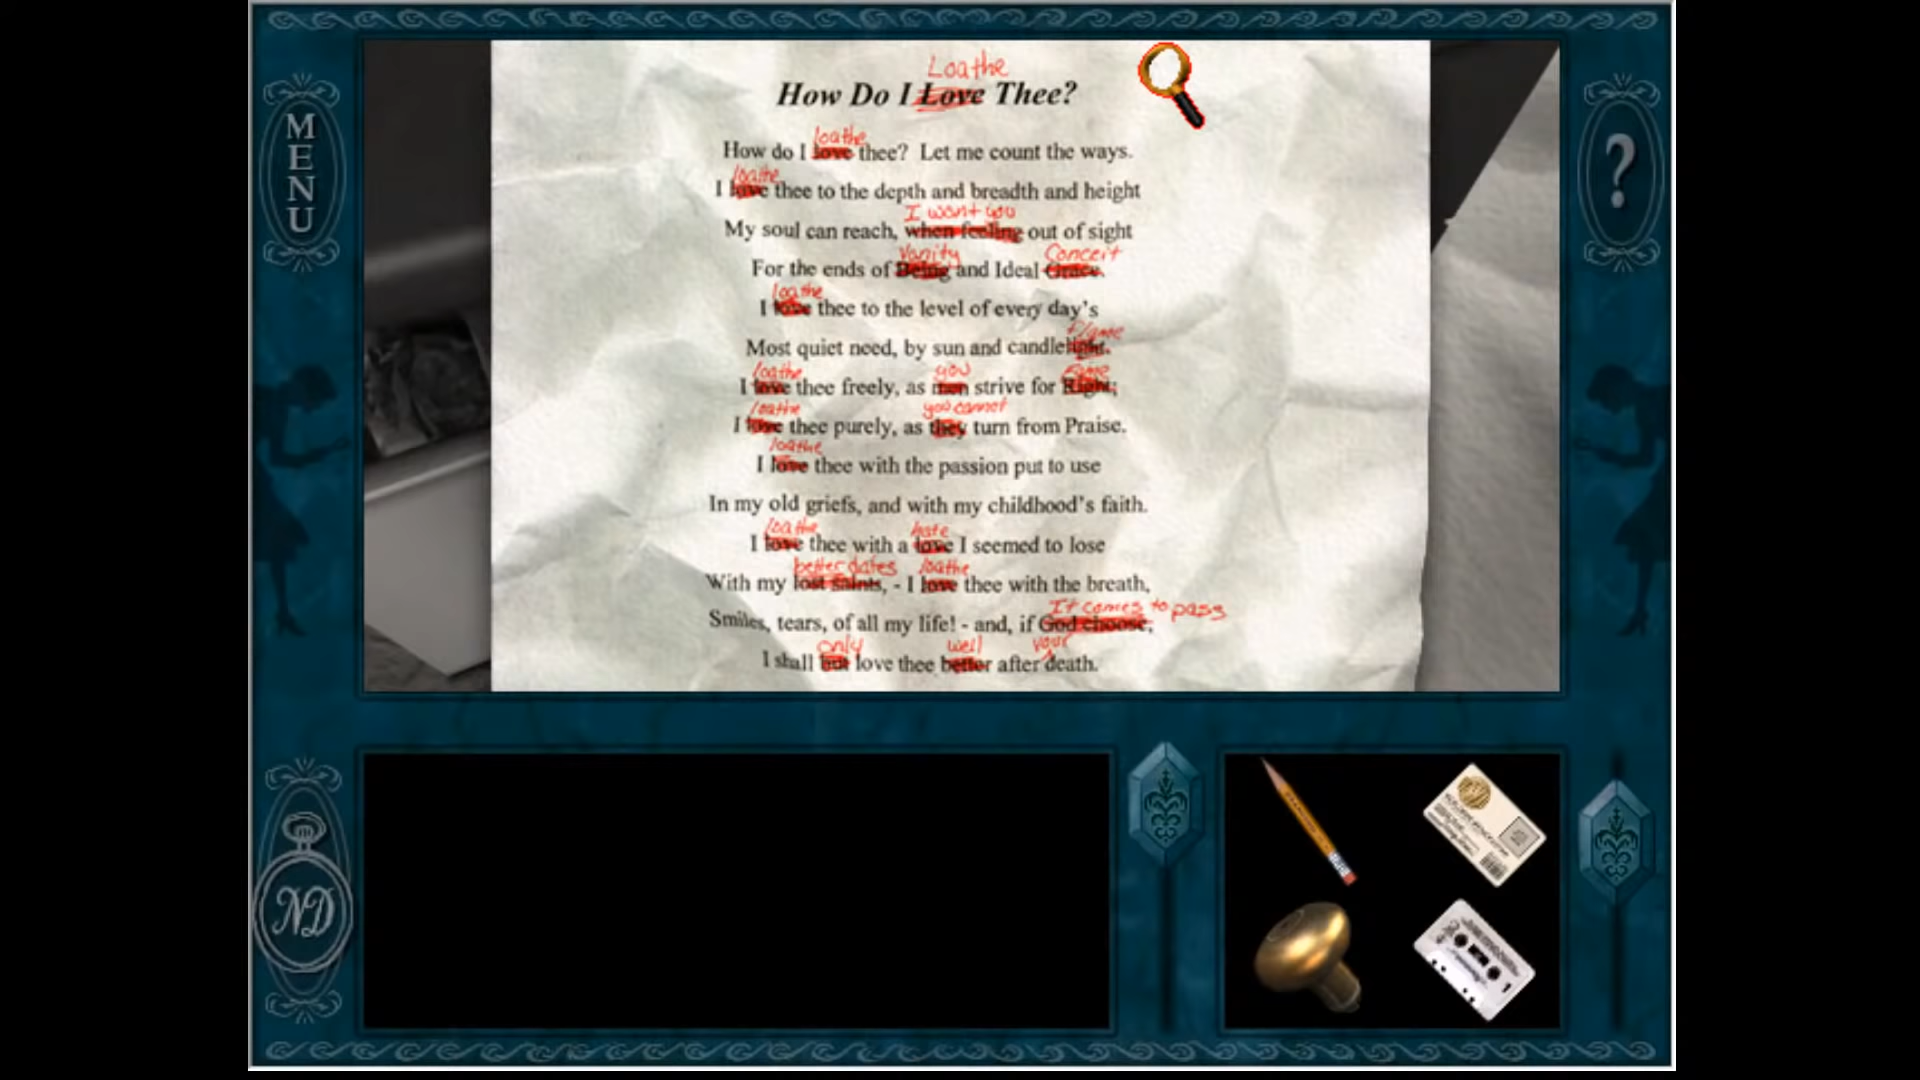 Loathe
How Do I Love Thee?
loathe
How do I love thee? Let me count the ways.
loathe
I love thee to the depth and breadth and height
I want you
My soul can reach, when feeling out of sight
Vanity Conceit
For the ends of Being and Ideal Grace.
loathe
I love thee to the level of every day's
flame
Most quiet need, by sun and candlelight.
loathe you Fame
I love thee freely, as men strive for Right;
loathe you cannot
I love thee purely, as they turn from Praise.
loathe
I love thee with the passion put to use
In my old griefs, and with my childhood's faith.
loathe hate
I love thee with a love I seemed to lose
better dates loathe
With my lost saints, - I love thee with the breath,
It comes to pass
Smiles, tears, of all my life! - and, if God choose,
only well your
I shall but love thee better after death.
MENU
?
ND